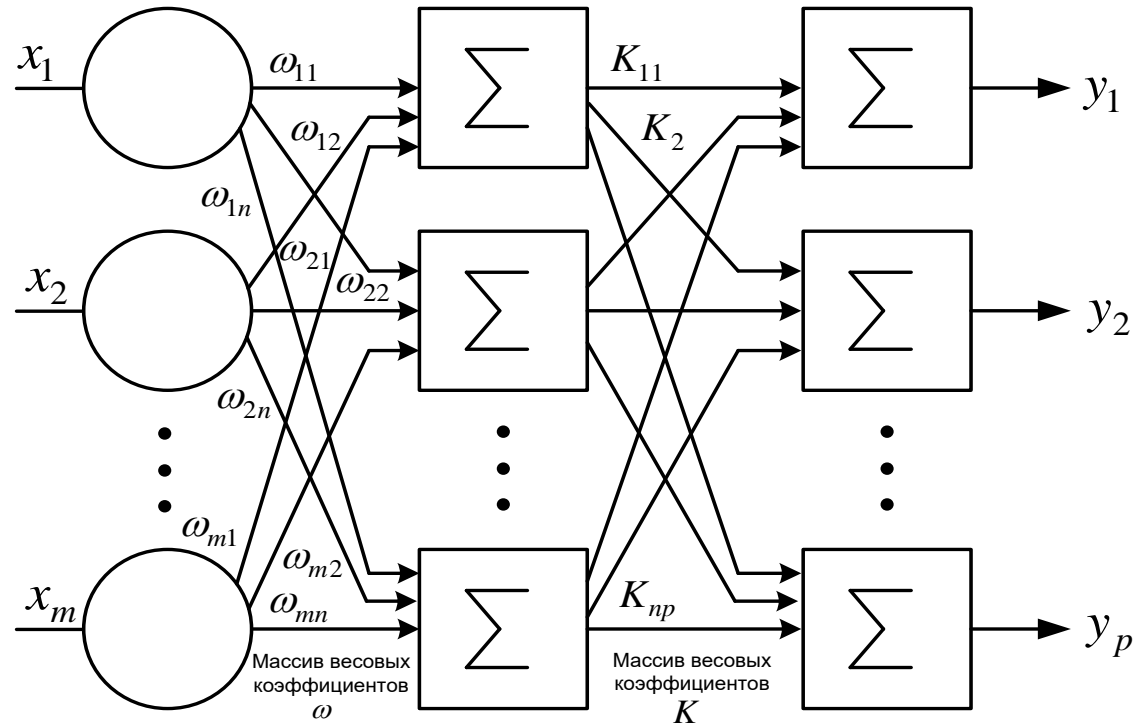 x₁ ω₁₁ Σ K₁₁ Σ y₁
ω₁₂ K₂
ω₁ₙ
ω₂₁
x₂ ω₂₂ Σ Σ y₂
ω₂ₙ
ωₘ₁
ωₘ₂
xₘ ωₘₙ Σ Kₙₚ Σ yₚ
Массив весовых
коэффициентов
ω
Массив весовых
коэффициентов
K